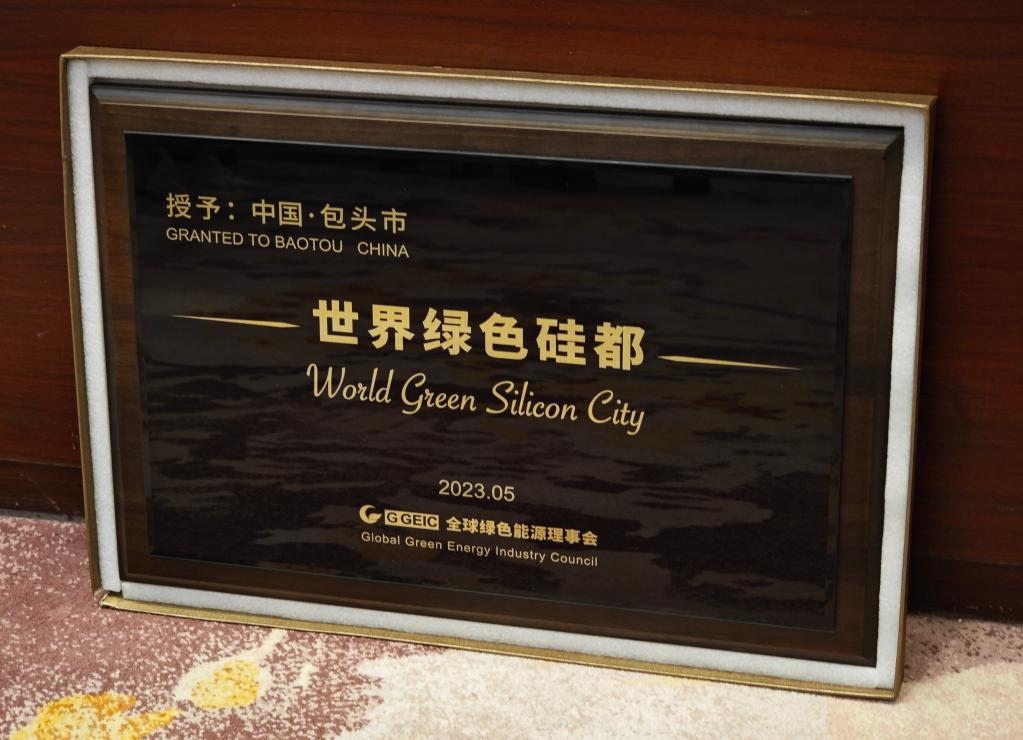 授予：中国·包头市
GRANTED TO BAOTOU CHINA
世界绿色硅都
World Green Silicon City
2023.05
G GEIC 全球绿色能源理事会
Global Green Energy Industry Council